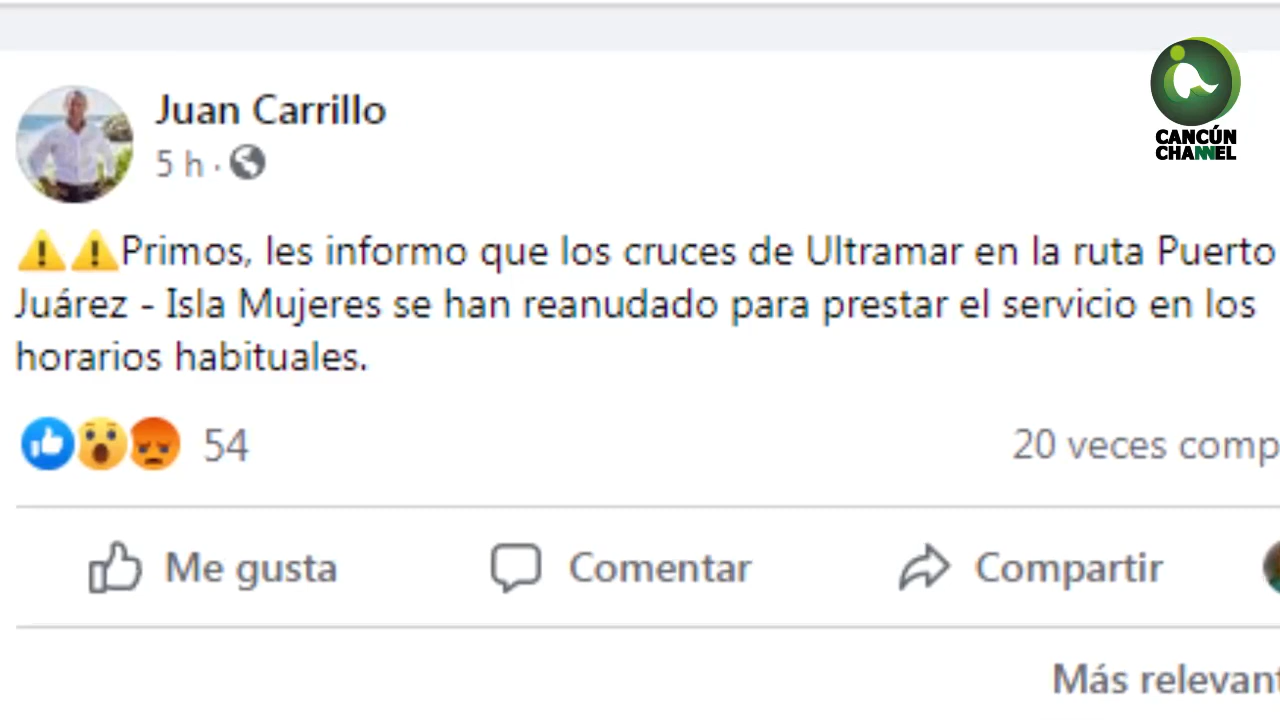 CANCÚN
CHANNEL
Juan Carrillo
5 h ·
⚠️⚠️Primos, les informo que los cruces de Ultramar en la ruta Puerto
Juárez - Isla Mujeres se han reanudado para prestar el servicio en los
horarios habituales.
54
20 veces comp
Me gusta
Comentar
Compartir
Más relevant